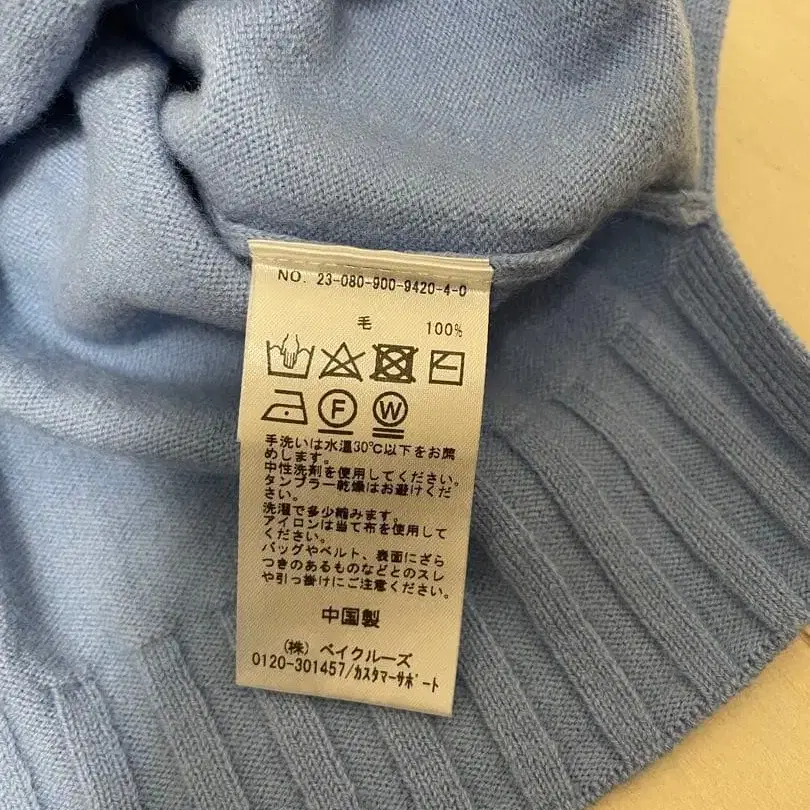 NO. 23-080-900-9420-4-0
毛 100%
F W
手洗いは水温30℃以下をお薦
めします。
中性洗剤を使用してください。
タンブラー乾燥はお避けくだ
さい。
洗濯で多少縮みます。
アイロンは当て布を使用して
ください。
バッグやベルト、表面にざら
つきのあるものなどとのスレ
や引っ掛けにご注意ください。
中国製
(株) ベイクルーズ
0120-301457/カスタマーサポート